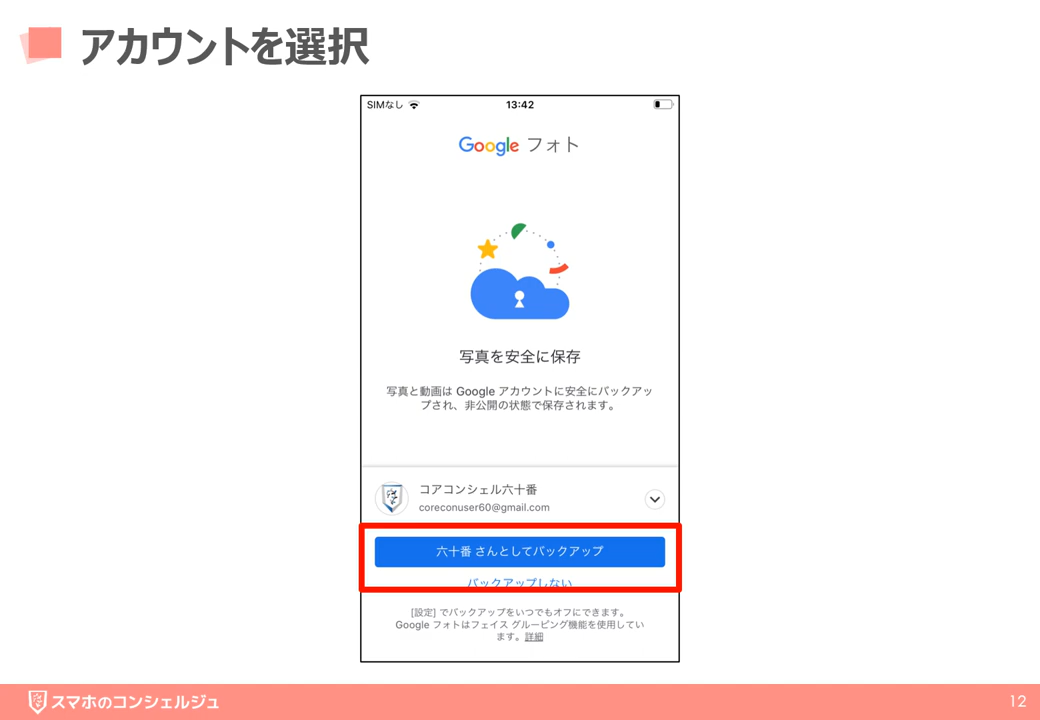 アカウントを選択
SIMなし 13:42
Google フォト
写真を安全に保存
写真と動画は Google アカウントに安全にバックアッ
プされ、非公開の状態で保存されます。
コアコンシェル六十番
coreconuser60@gmail.com
六十番 さんとしてバックアップ
バックアップしない
[設定] でバックアップをいつでもオフにできます。
Google フォトはフェイス グルーピング機能を使用してい
ます。詳細
スマホのコンシェルジュ 12